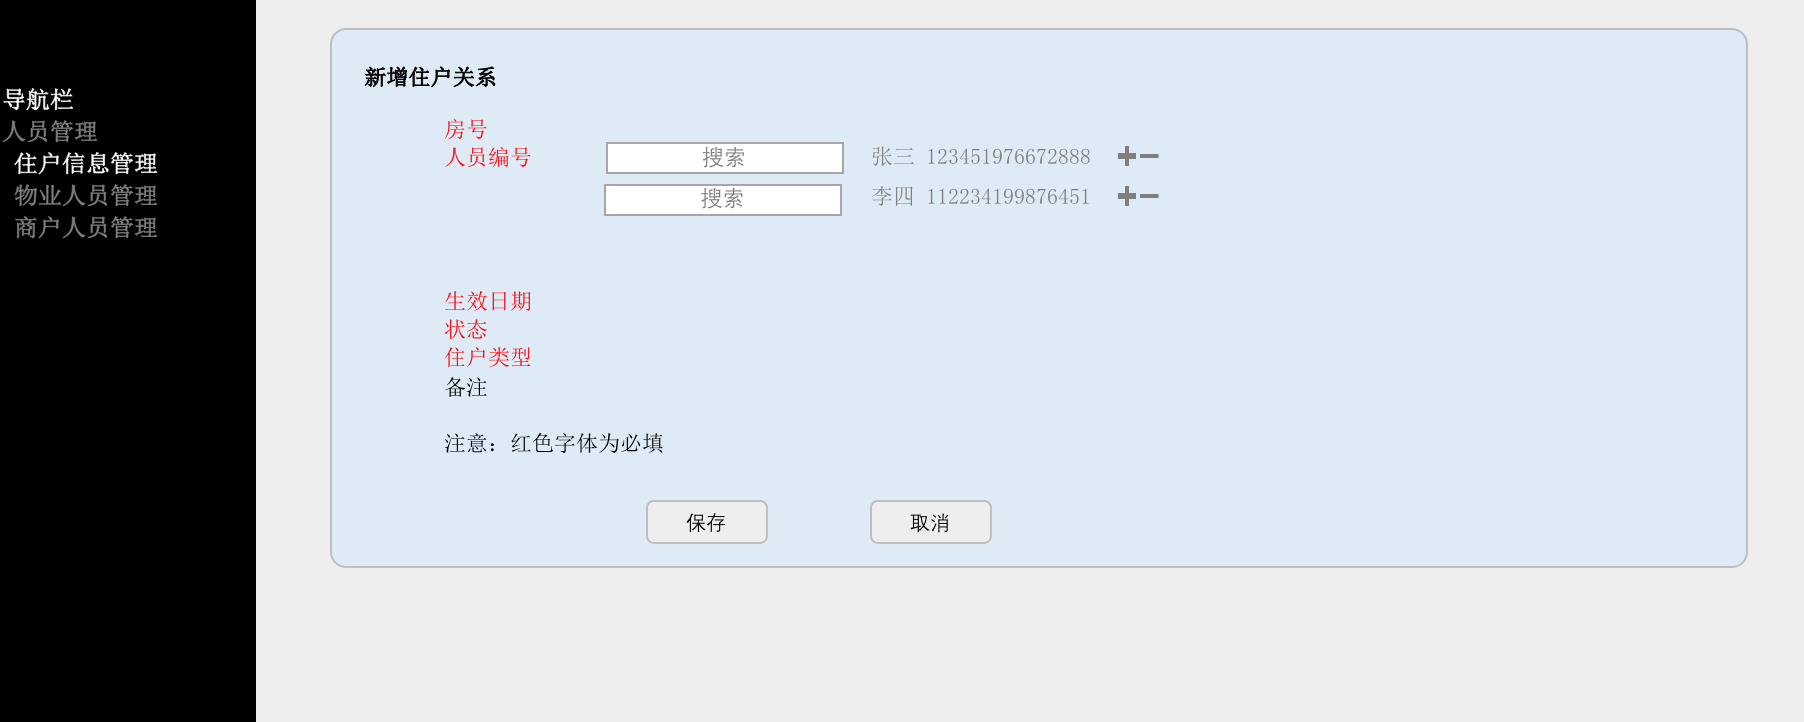 导航栏
人员管理
住户信息管理
物业人员管理
商户人员管理
新增住户关系
房号
人员编号 搜索 张三 123451976672888
搜索 李四 112234199876451
生效日期
状态
住户类型
备注
注意：红色字体为必填
保存 取消